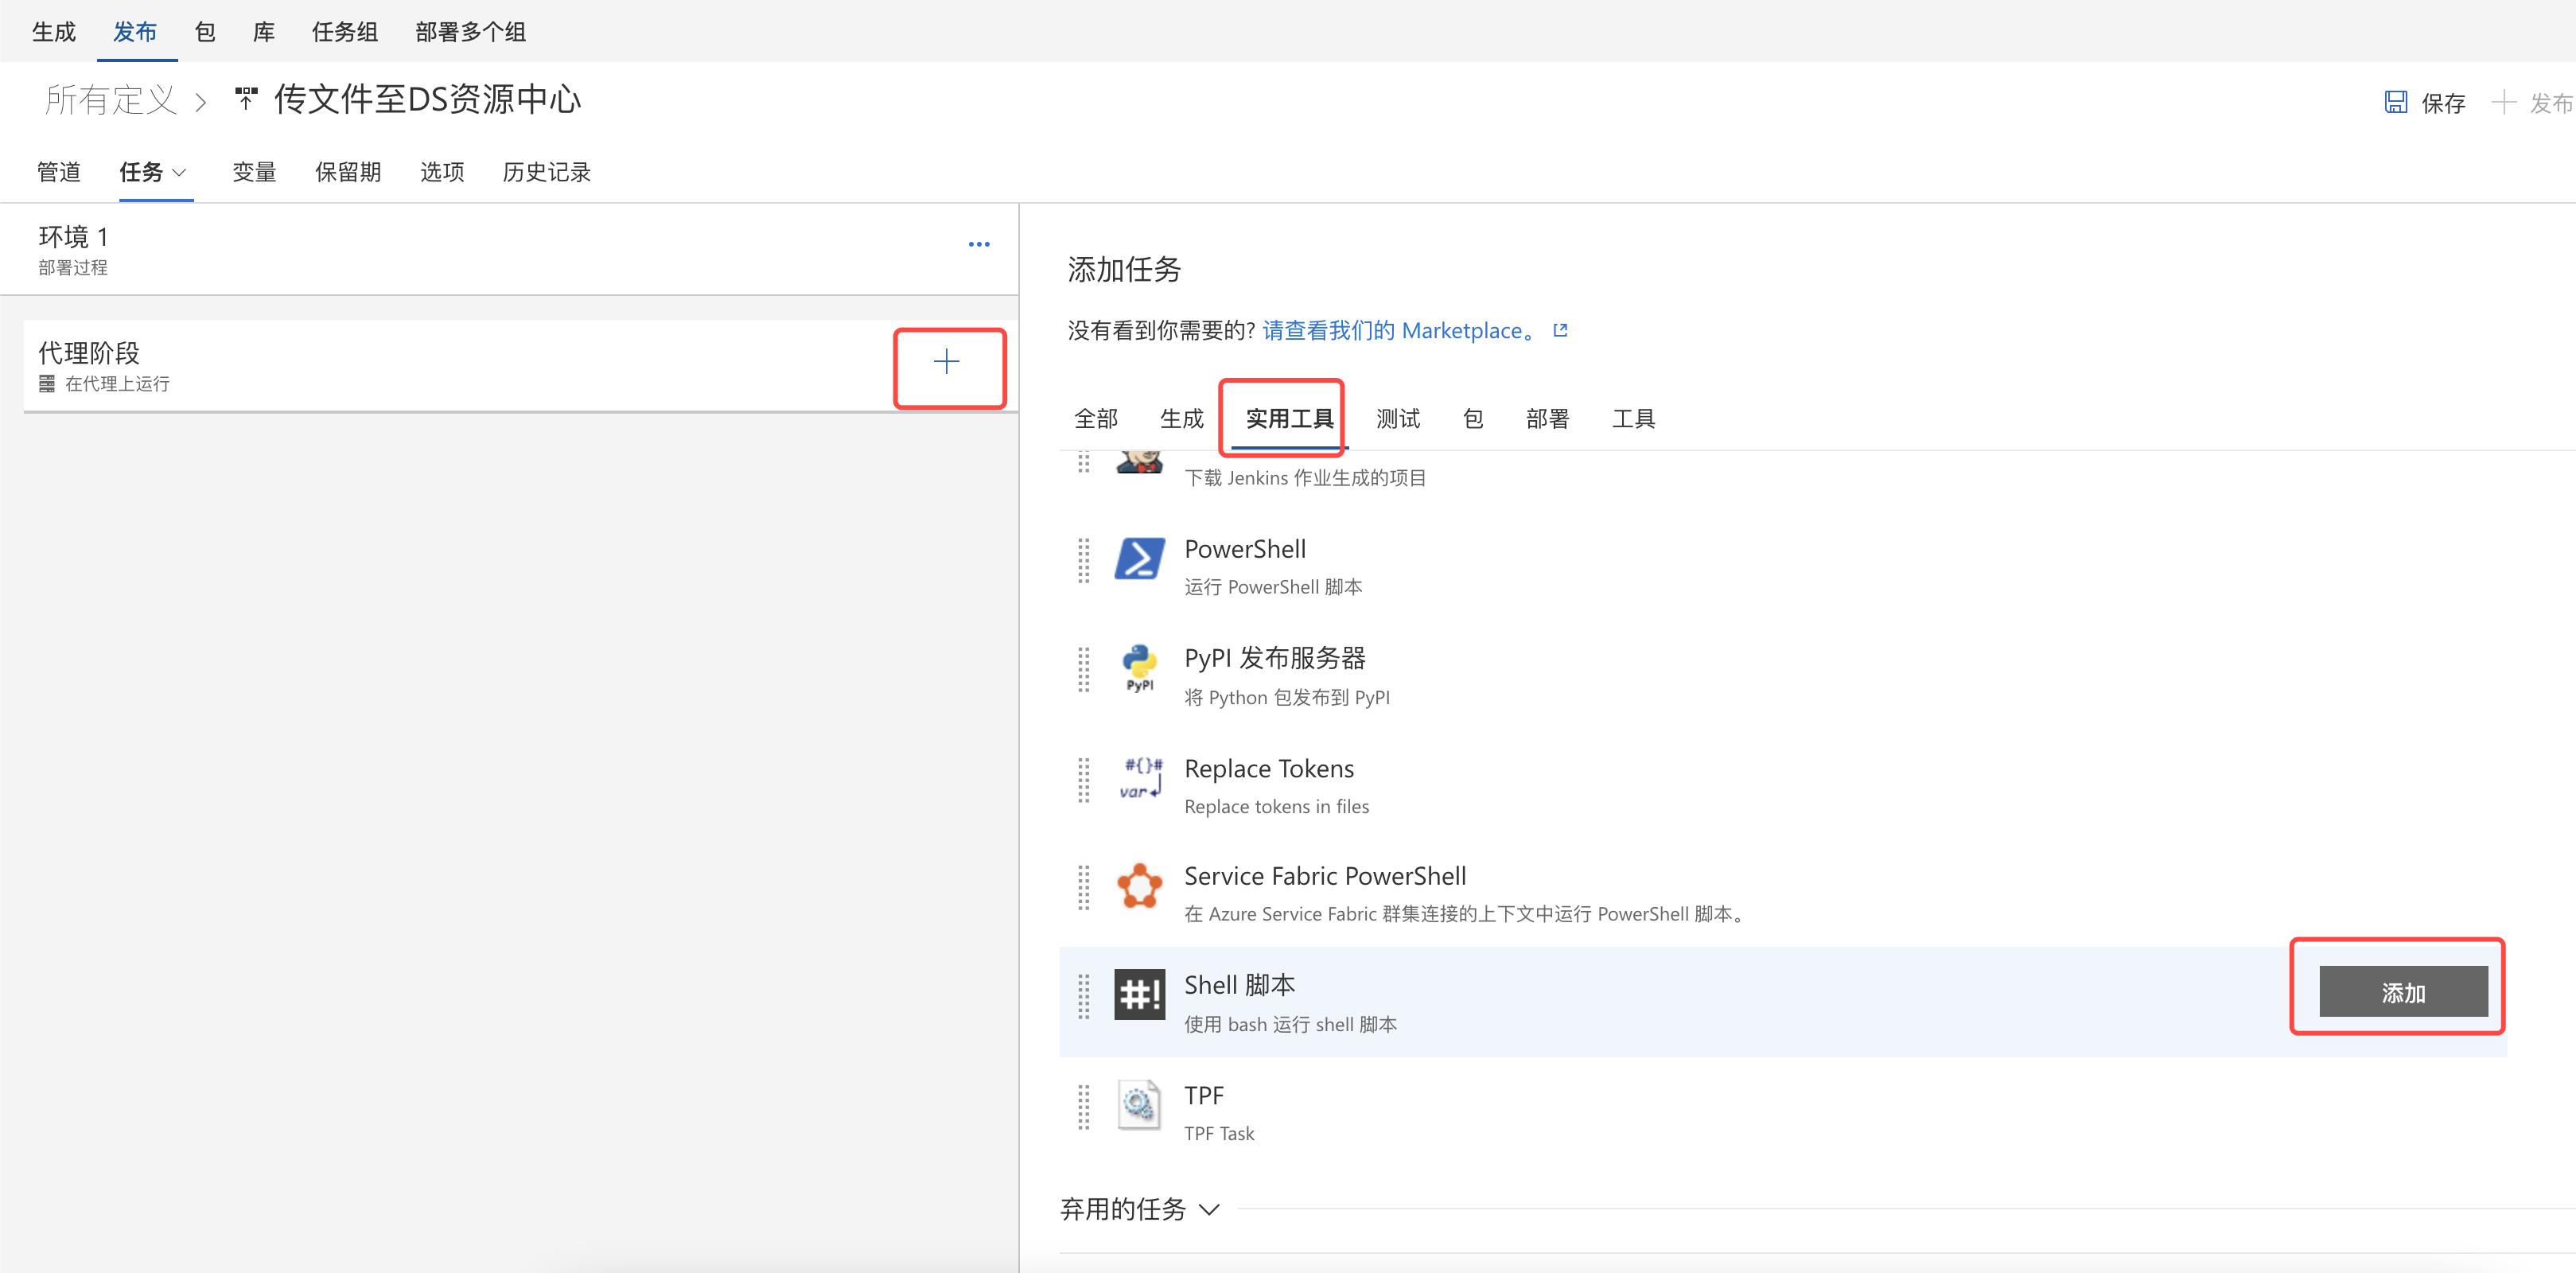 生成 发布 包 库 任务组 部署多个组
所有定义 > 传文件至DS资源中心
保存 发布
管道 任务 变量 保留期 选项 历史记录
环境 1
部署过程
代理阶段
在代理上运行
添加任务
没有看到你需要的? 请查看我们的 Marketplace。
全部 生成 实用工具 测试 包 部署 工具
下载 Jenkins 作业生成的项目
PowerShell
运行 PowerShell 脚本
PyPI
PyPI 发布服务器
将 Python 包发布到 PyPI
#{}#
var
Replace Tokens
Replace tokens in files
Service Fabric PowerShell
在 Azure Service Fabric 群集连接的上下文中运行 PowerShell 脚本。
#!
Shell 脚本
使用 bash 运行 shell 脚本
添加
TPF
TPF Task
弃用的任务